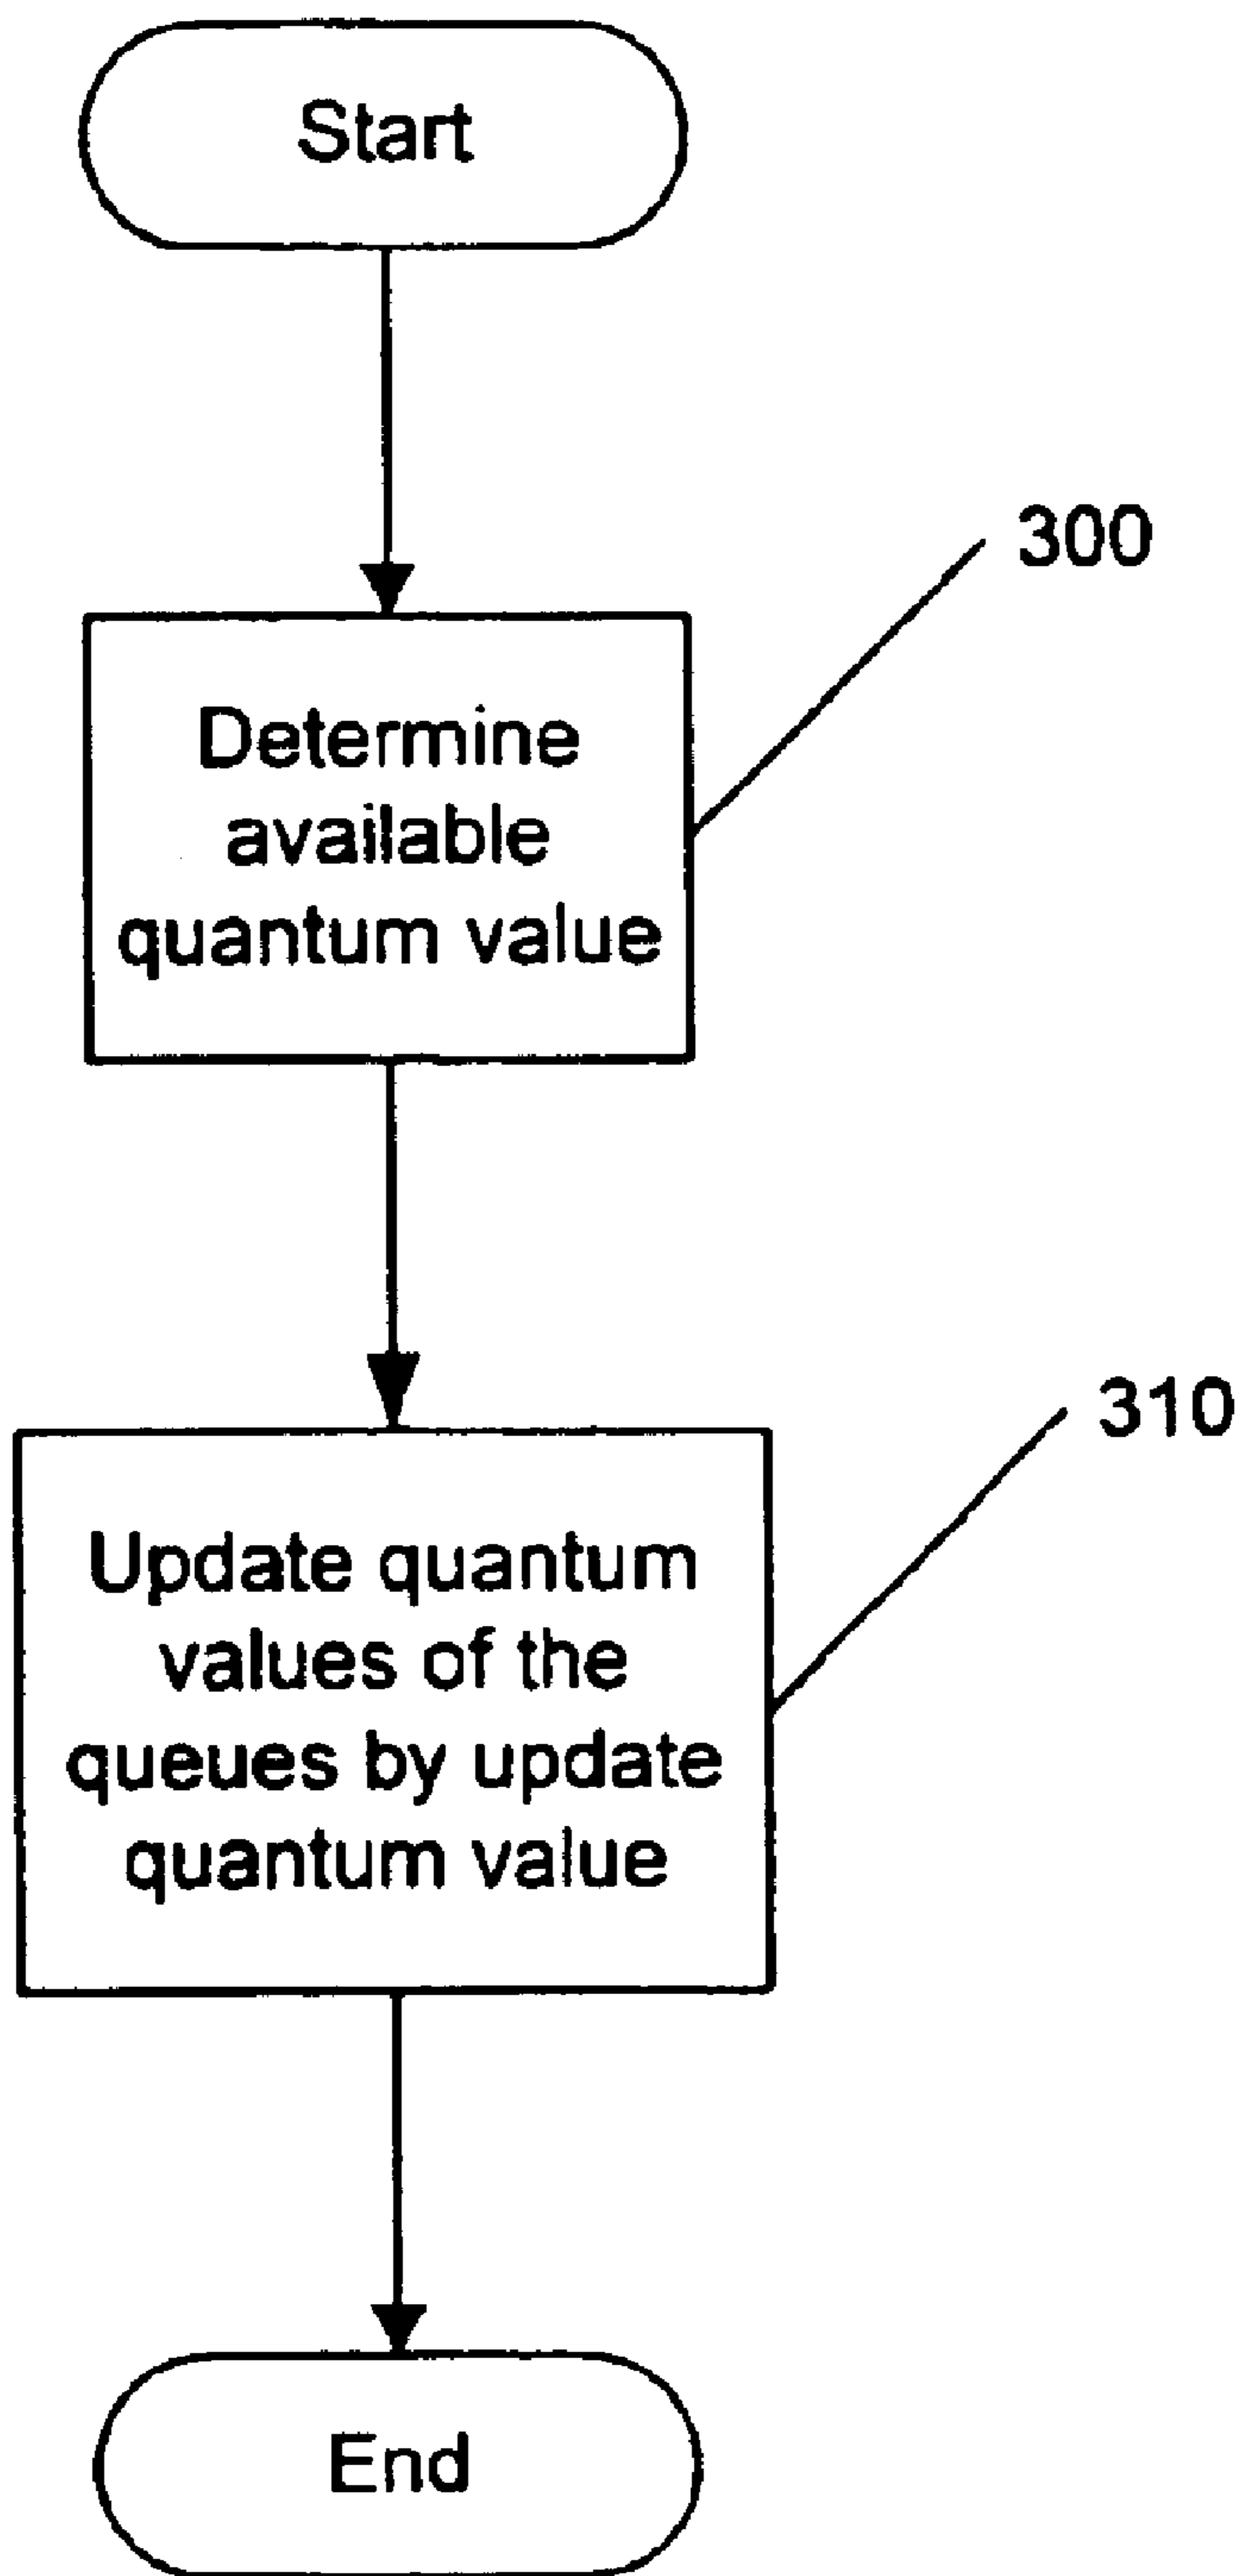 Start
300
Determine
available
quantum value
310
Update quantum
values of the
queues by update
quantum value
End